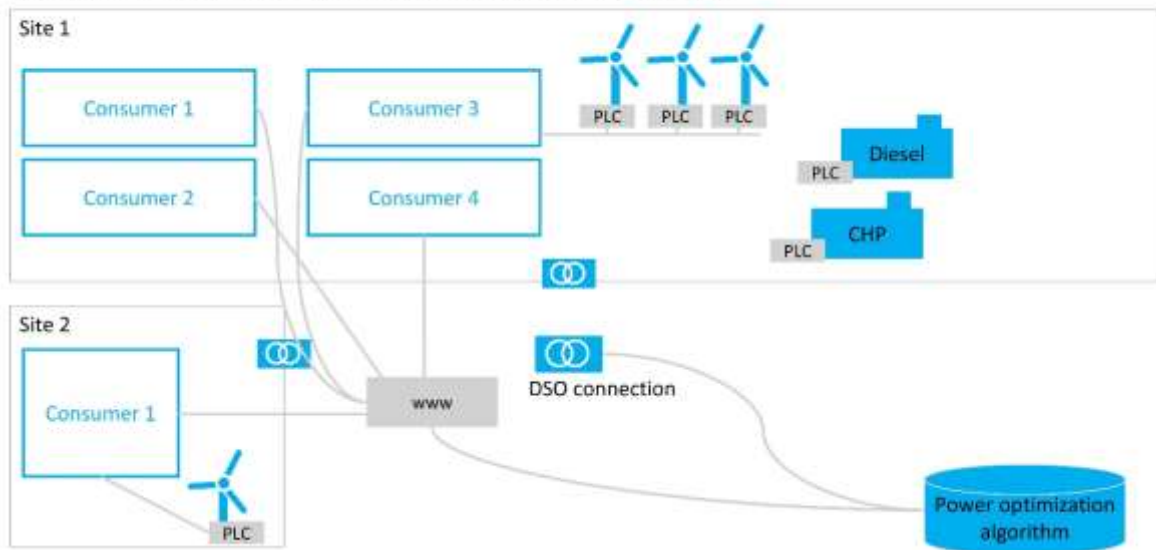 Site 1
Consumer 1
Consumer 3
PLC PLC PLC
Diesel
PLC
Consumer 2
Consumer 4
CHP
PLC
Site 2
Consumer 1
PLC
www
DSO connection
Power optimization
algorithm